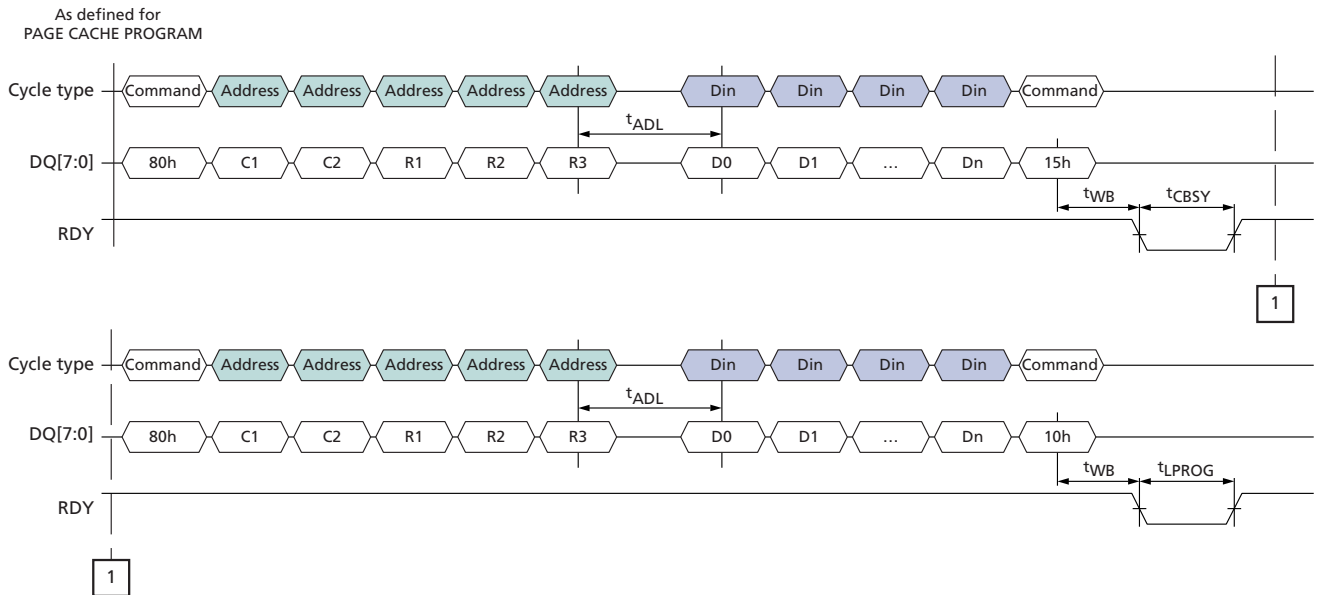 As defined for
PAGE CACHE PROGRAM
Cycle type Command Address Address Address Address Address Din Din Din Din Command
tADL
DQ[7:0] 80h C1 C2 R1 R2 R3 D0 D1 … Dn 15h
tWB tCBSY
RDY
1
Cycle type Command Address Address Address Address Address Din Din Din Din Command
tADL
DQ[7:0] 80h C1 C2 R1 R2 R3 D0 D1 … Dn 10h
tWB tLPROG
RDY
1